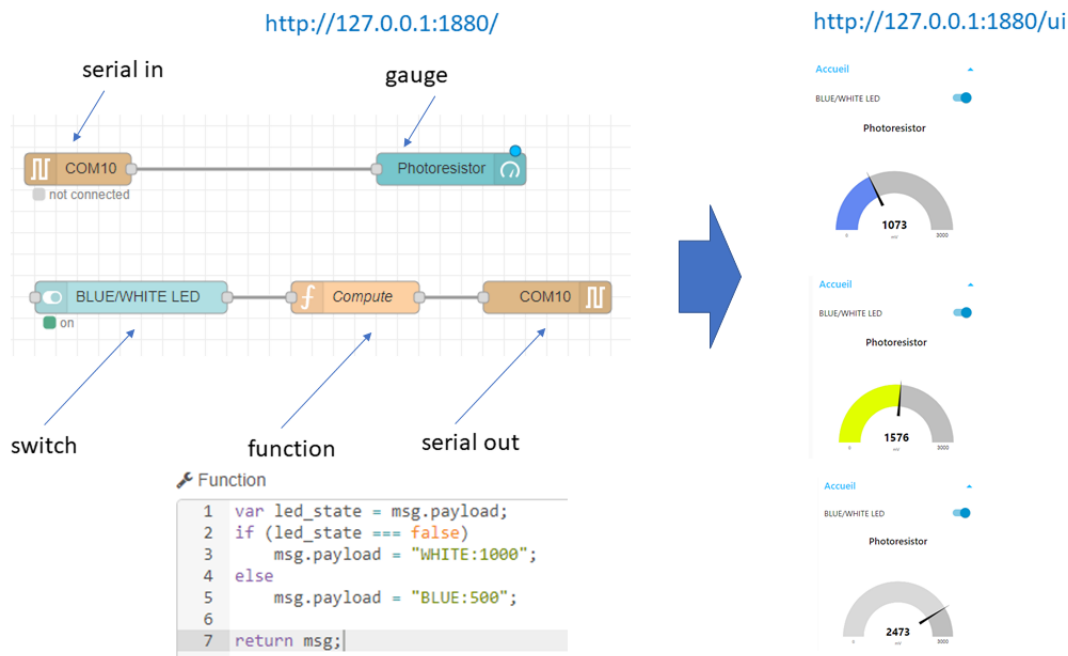 http://127.0.0.1:1880/
http://127.0.0.1:1880/ui
serial in
gauge
COM10
not connected
Photoresistor
BLUE/WHITE LED
on
Compute
COM10
switch
function
serial out
Function
1 var led_state = msg.payload;
2 if (led_state === false)
3 msg.payload = "WHITE:1000";
4 else
5 msg.payload = "BLUE:500";
6
7 return msg;
Accueil
BLUE/WHITE LED
Photoresistor
1073
0 3000
Accueil
BLUE/WHITE LED
Photoresistor
1576
0 3000
Accueil
BLUE/WHITE LED
Photoresistor
2473
0 3000